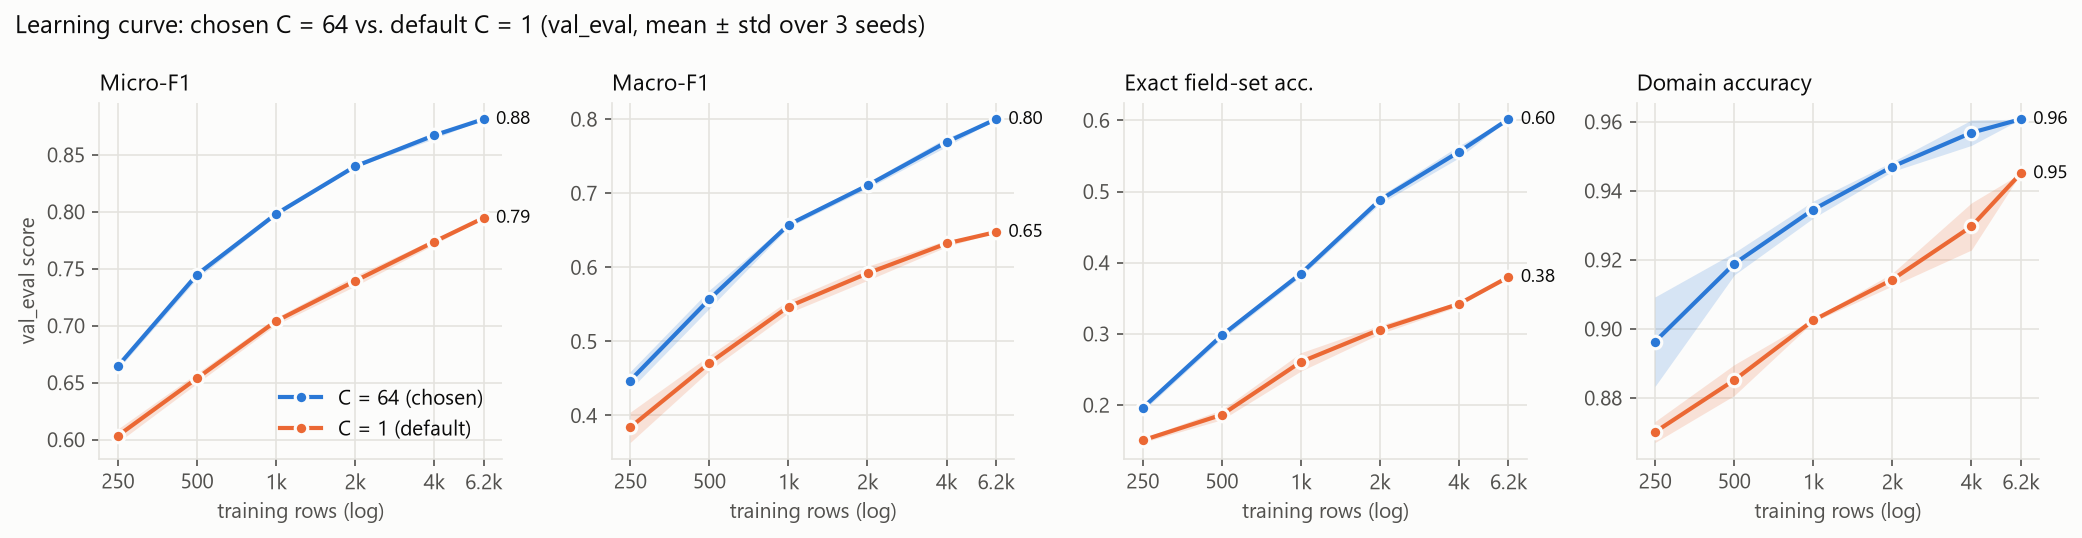 Learning curve: chosen C = 64 vs. default C = 1 (val_eval, mean ± std over 3 seeds)
Micro-F1
val_eval score
0.85
0.80
0.75
0.70
0.65
0.60
0.88
0.79
C = 64 (chosen)
C = 1 (default)
250 500 1k 2k 4k 6.2k
training rows (log)
Macro-F1
0.8
0.7
0.6
0.5
0.4
0.80
0.65
250 500 1k 2k 4k 6.2k
training rows (log)
Exact field-set acc.
0.6
0.5
0.4
0.3
0.2
0.60
0.38
250 500 1k 2k 4k 6.2k
training rows (log)
Domain accuracy
0.96
0.94
0.92
0.90
0.88
0.96
0.95
250 500 1k 2k 4k 6.2k
training rows (log)